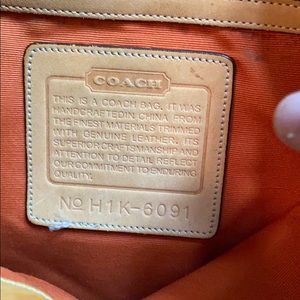 COACH
THIS IS A COACH BAG. IT WAS
HANDCRAFTED IN CHINA FROM
THE FINEST MATERIALS TRIMMED
WITH GENUINE LEATHER. ITS
SUPERIOR CRAFTSMANSHIP AND
ATTENTION TO DETAIL REFLECT
OUR COMMITMENT TO ENDURING
QUALITY.
No H1K-6091